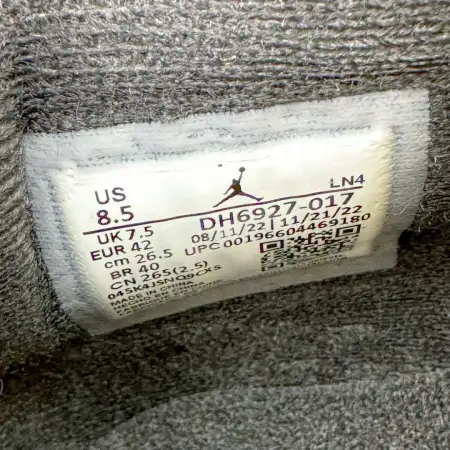 US
8.5
LN4
UK 7.5
DH6927-017
EUR 42
08/11/22 | 11/21/22
cm 26.5
UPC 00196604469180
BR 40
CN 265(2.5)
MADE IN CHINA